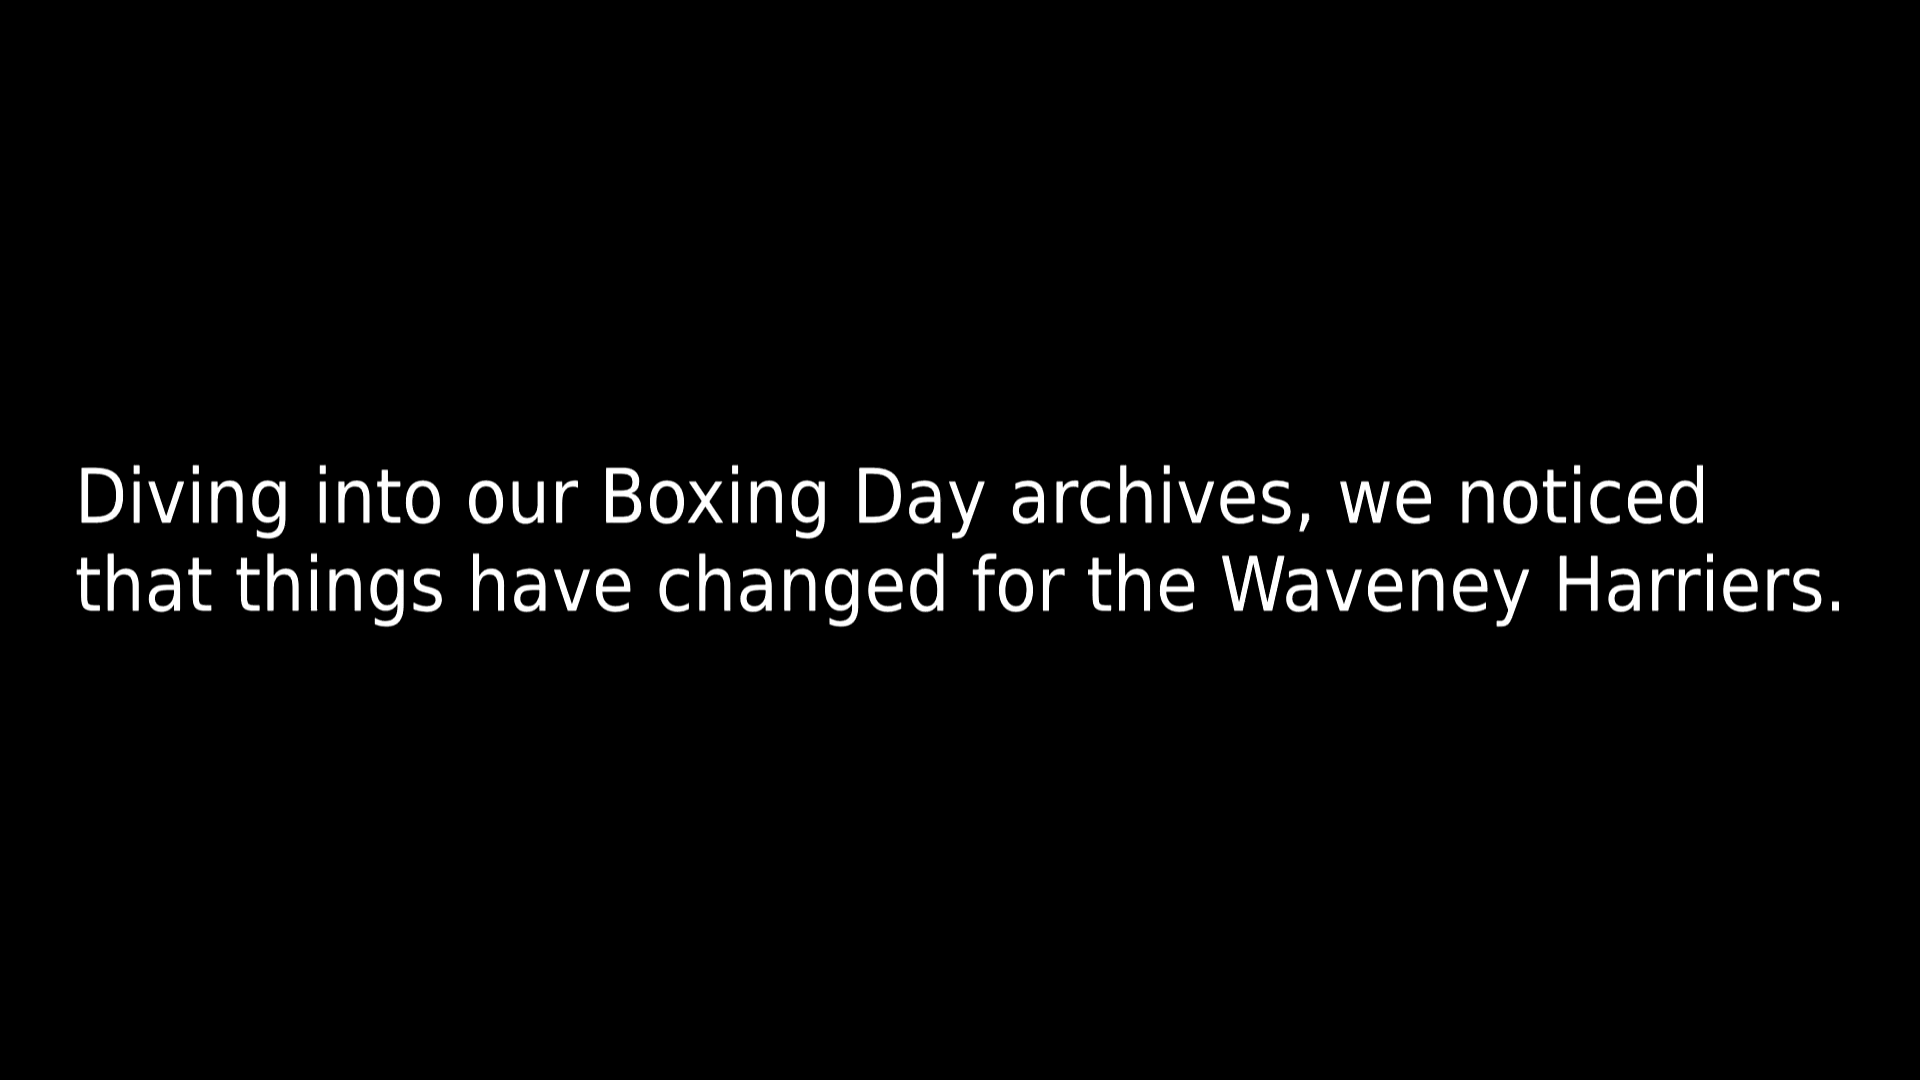 Diving into our Boxing Day archives, we noticed
that things have changed for the Waveney Harriers.